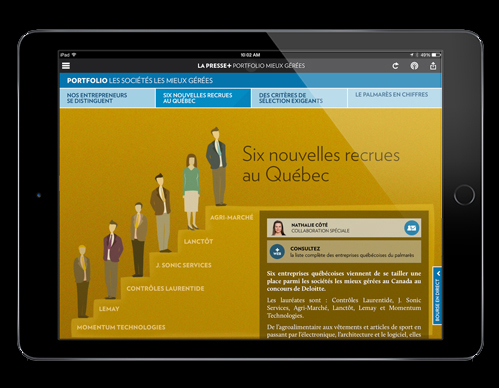 iPad
10:02 AM
49%
LA PRESSE+ PORTFOLIO MIEUX GÉRÉES
PORTFOLIO LES SOCIÉTÉS LES MIEUX GÉRÉES
NOS ENTREPRENEURS
SE DISTINGUENT
SIX NOUVELLES RECRUES
AU QUÉBEC
DES CRITÈRES DE
SÉLECTION EXIGEANTS
LE PALMARÈS EN CHIFFRES
Six nouvelles recrues
au Québec
AGRI-MARCHÉ
LANCTÔT
J. SONIC SERVICES
CONTRÔLES LAURENTIDE
LEMAY
MOMENTUM TECHNOLOGIES
NATHALIE CÔTÉ
COLLABORATION SPÉCIALE
WEB
CONSULTEZ
la liste complète des entreprises québécoises du palmarès
Six entreprises québécoises viennent de se tailler une
place parmi les sociétés les mieux gérées au Canada au
concours de Deloitte.
Les lauréates sont : Contrôles Laurentide, J. Sonic
Services, Agri-Marché, Lanctôt, Lemay et Momentum
Technologies.
De l'agroalimentaire aux vêtements et articles de sport en
passant par l'électronique, l'architecture et le logiciel, elles
BOURSE EN DIRECT